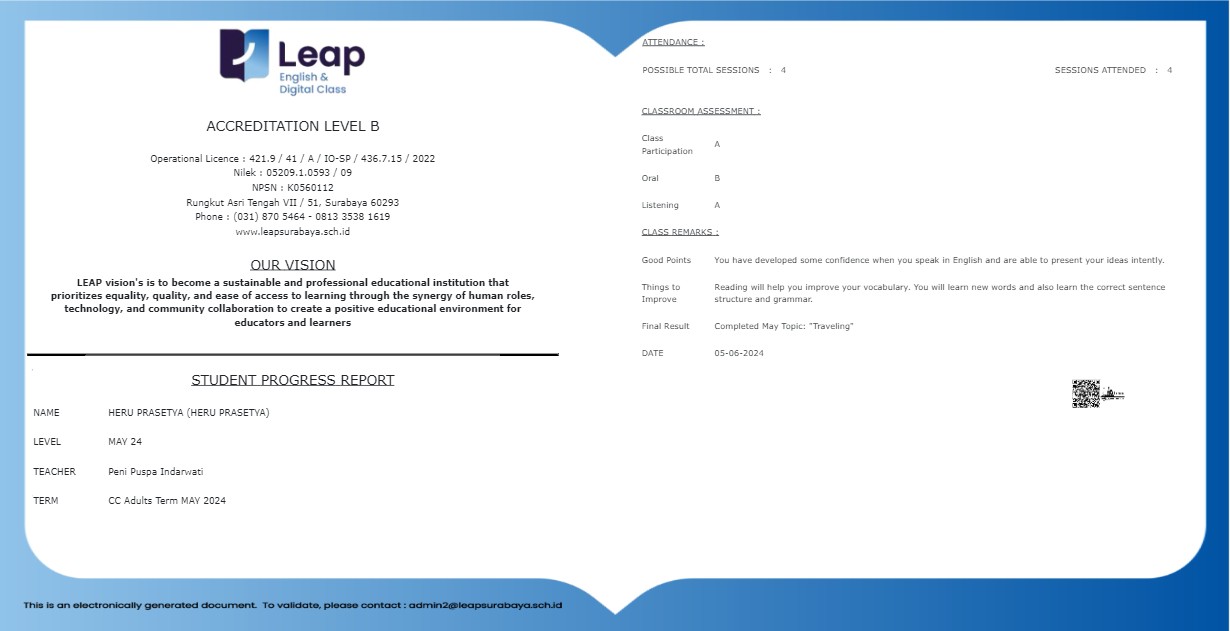 Leap
English &
Digital Class
ACCREDITATION LEVEL B
Operational Licence : 421.9 / 41 / A / IO-SP / 436.7.15 / 2022
Nilek : 05209.1.0593 / 09
NPSN : K0560112
Rungkut Asri Tengah VII / 51, Surabaya 60293
Phone : (031) 870 5464 - 0813 3538 1619
www.leapsurabaya.sch.id
OUR VISION
LEAP vision's is to become a sustainable and professional educational institution that
prioritizes equality, quality, and ease of access to learning through the synergy of human roles,
technology, and community collaboration to create a positive educational environment for
educators and learners
STUDENT PROGRESS REPORT
NAME HERU PRASETYA (HERU PRASETYA)
LEVEL MAY 24
TEACHER Peni Puspa Indarwati
TERM CC Adults Term MAY 2024
ATTENDANCE :
POSSIBLE TOTAL SESSIONS : 4 SESSIONS ATTENDED : 4
CLASSROOM ASSESSMENT :
Class
Participation A
Oral B
Listening A
CLASS REMARKS :
Good Points You have developed some confidence when you speak in English and are able to present your ideas intently.
Things to Reading will help you improve your vocabulary. You will learn new words and also learn the correct sentence
Improve structure and grammar.
Final Result Completed May Topic: "Traveling"
DATE 05-06-2024
This is an electronically generated document. To validate, please contact : admin2@leapsurabaya.sch.id